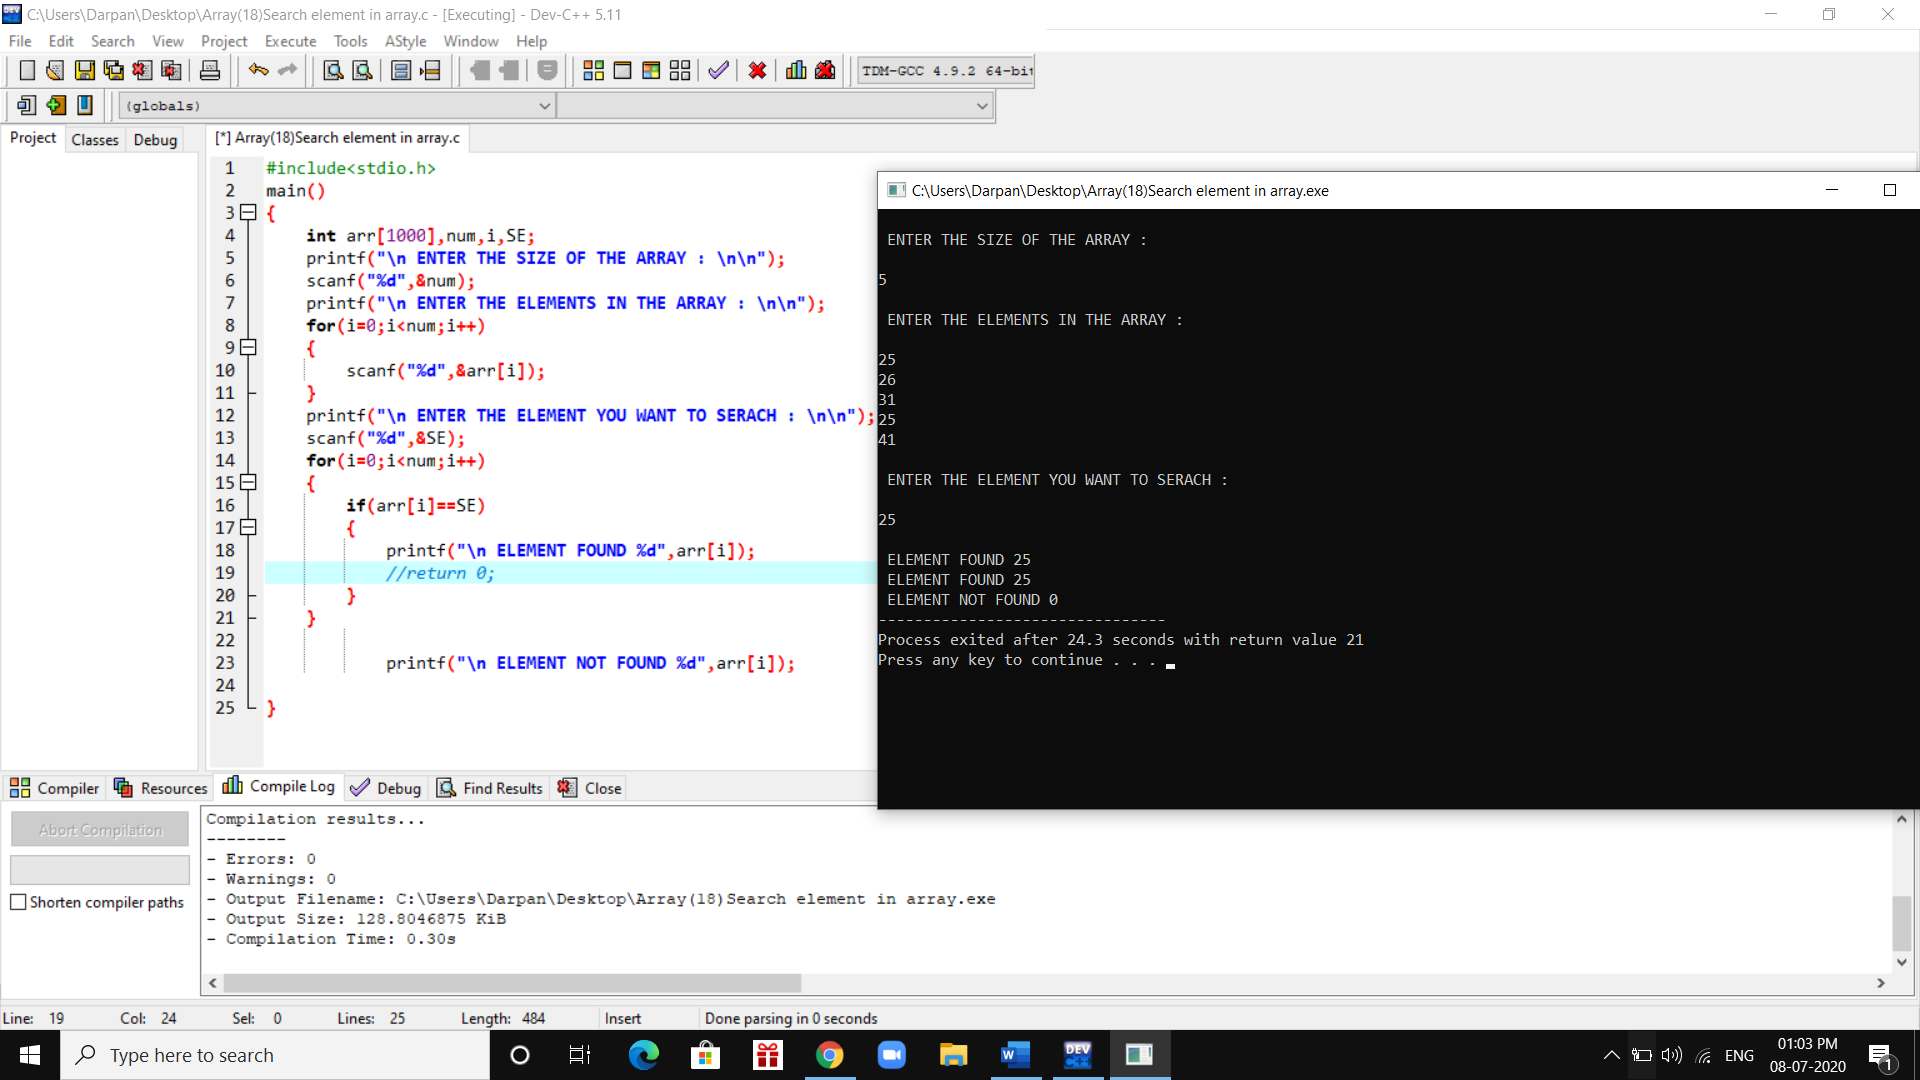 C:\Users\Darpan\Desktop\Array(18)Search element in array.c - [Executing] - Dev-C++ 5.11
File Edit Search View Project Execute Tools AStyle Window Help
TDM-GCC 4.9.2 64-bit
(globals)
Project Classes Debug
[*] Array(18)Search element in array.c
1 #include<stdio.h>
2 main()
3 {
4 int arr[1000],num,i,SE;
5 printf("\n ENTER THE SIZE OF THE ARRAY : \n\n");
6 scanf("%d",&num);
7 printf("\n ENTER THE ELEMENTS IN THE ARRAY : \n\n");
8 for(i=0;i<num;i++)
9 {
10 scanf("%d",&arr[i]);
11 }
12 printf("\n ENTER THE ELEMENT YOU WANT TO SERACH : \n\n");
13 scanf("%d",&SE);
14 for(i=0;i<num;i++)
15 {
16 if(arr[i]==SE)
17 {
18 printf("\n ELEMENT FOUND %d",arr[i]);
19 //return 0;
20 }
21 }
22
23 printf("\n ELEMENT NOT FOUND %d",arr[i]);
24
25 }
C:\Users\Darpan\Desktop\Array(18)Search element in array.exe
ENTER THE SIZE OF THE ARRAY :
5
ENTER THE ELEMENTS IN THE ARRAY :
25
26
31
25
41
ENTER THE ELEMENT YOU WANT TO SERACH :
25
ELEMENT FOUND 25
ELEMENT FOUND 25
ELEMENT NOT FOUND 0
--------------------------------
Process exited after 24.3 seconds with return value 21
Press any key to continue . . .
Compiler Resources Compile Log Debug Find Results Close
Abort Compilation
Shorten compiler paths
Compilation results...
--------
- Errors: 0
- Warnings: 0
- Output Filename: C:\Users\Darpan\Desktop\Array(18)Search element in array.exe
- Output Size: 128.8046875 KiB
- Compilation Time: 0.30s
Line: 19 Col: 24 Sel: 0 Lines: 25 Length: 484 Insert Done parsing in 0 seconds
Type here to search
DEV C++
ENG
01:03 PM
08-07-2020
1